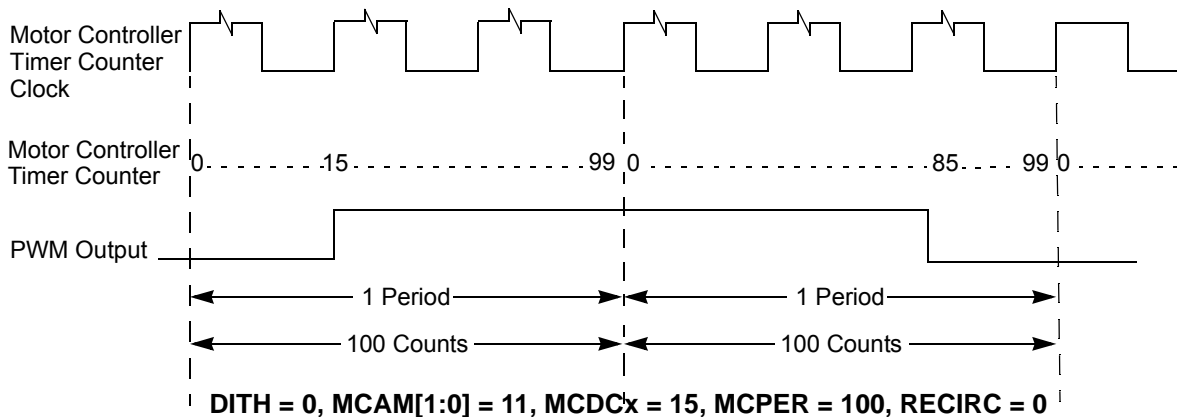 Motor Controller
Timer Counter
Clock
Motor Controller
Timer Counter
0 15 99 0 85 99 0
PWM Output
1 Period 1 Period
100 Counts 100 Counts
DITH = 0, MCAM[1:0] = 11, MCDCx = 15, MCPER = 100, RECIRC = 0